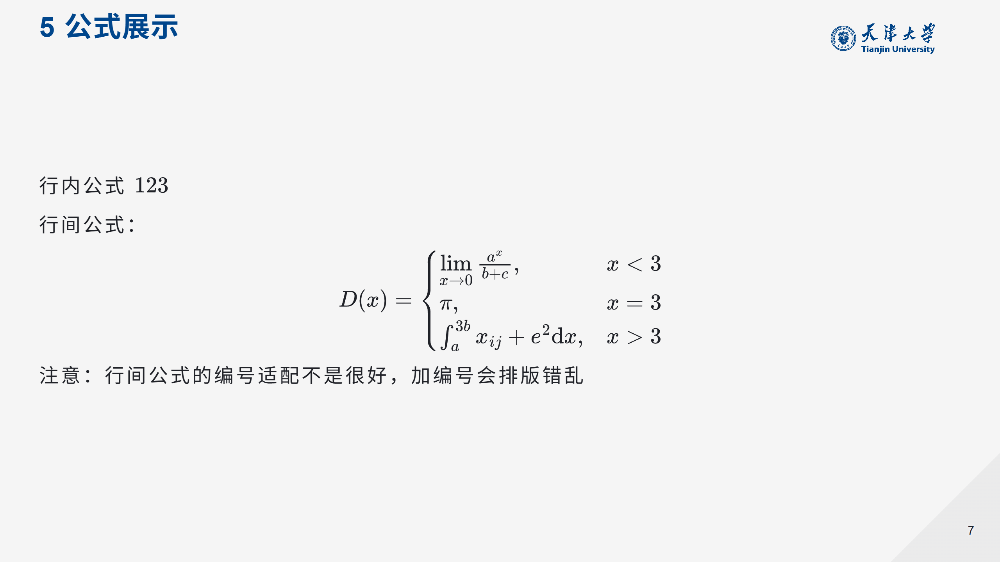 5 公式展示
天津大学
Tianjin University
行内公式 123
行间公式：
D(x) = { lim_{x→0} a^x/(b+c), x < 3
π, x = 3
∫_a^{3b} x_{ij} + e^2 dx, x > 3
注意：行间公式的编号适配不是很好，加编号会排版错乱
7